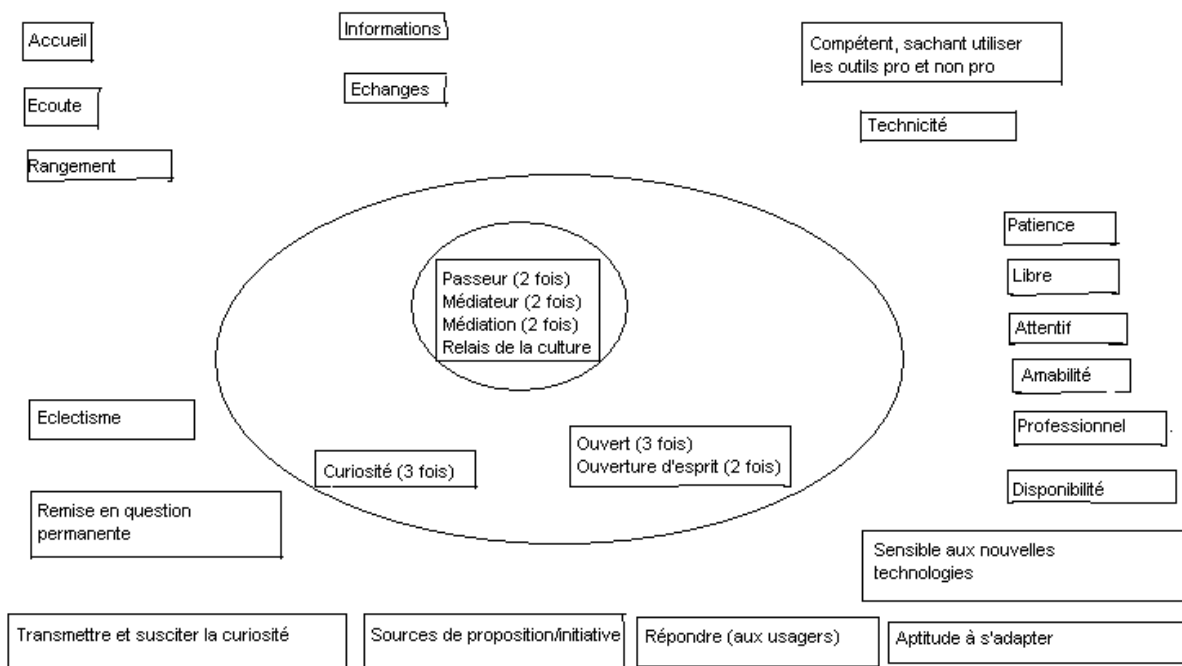 Accueil
Informations
Compétent, sachant utiliser
les outils pro et non pro
Ecoute
Echanges
Technicité
Rangement
Patience
Passeur (2 fois)
Médiateur (2 fois)
Médiation (2 fois)
Relais de la culture
Libre
Attentif
Amabilité
Eclectisme
Professionnel
Curiosité (3 fois)
Ouvert (3 fois)
Ouverture d'esprit (2 fois)
Disponibilité
Remise en question
permanente
Sensible aux nouvelles
technologies
Transmettre et susciter la curiosité
Sources de proposition/initiative
Répondre (aux usagers)
Aptitude à s'adapter